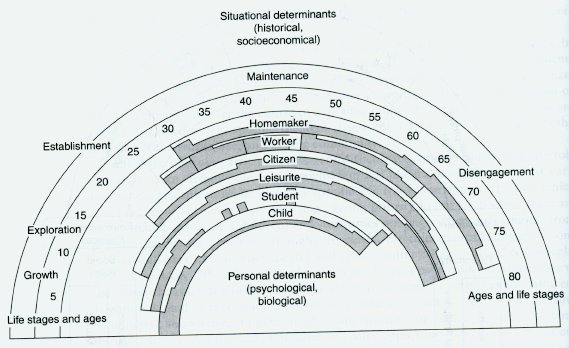 Situational determinants
(historical,
socioeconomical)
Maintenance
45
40
50
35
55
30
60
25
65
20
70
15
75
10
80
5
Establishment
Disengagement
Exploration
Growth
Homemaker
Worker
Citizen
Leisurite
Student
Child
Personal determinants
(psychological,
biological)
Ages and life stages
Life stages and ages